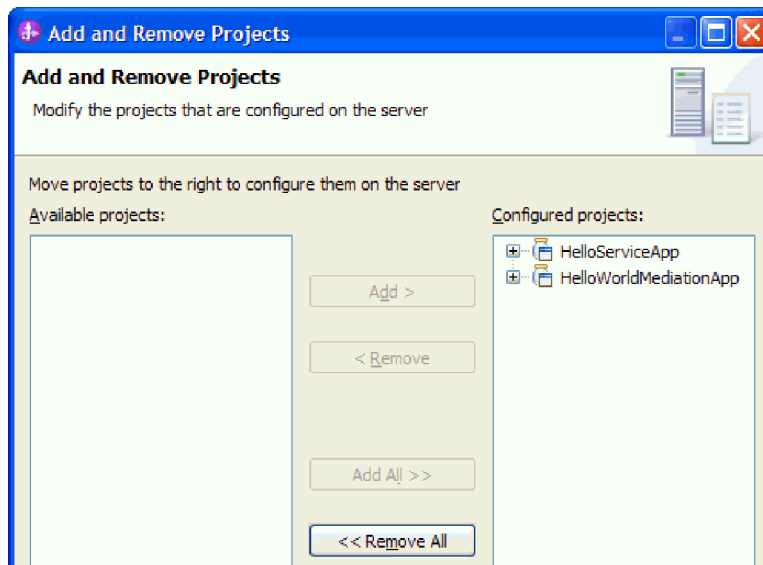 Add and Remove Projects
Add and Remove Projects
Modify the projects that are configured on the server
Move projects to the right to configure them on the server
Available projects:
Configured projects:
HelloServiceApp
HelloWorldMediationApp
Add >
< Remove
Add All >>
<< Remove All